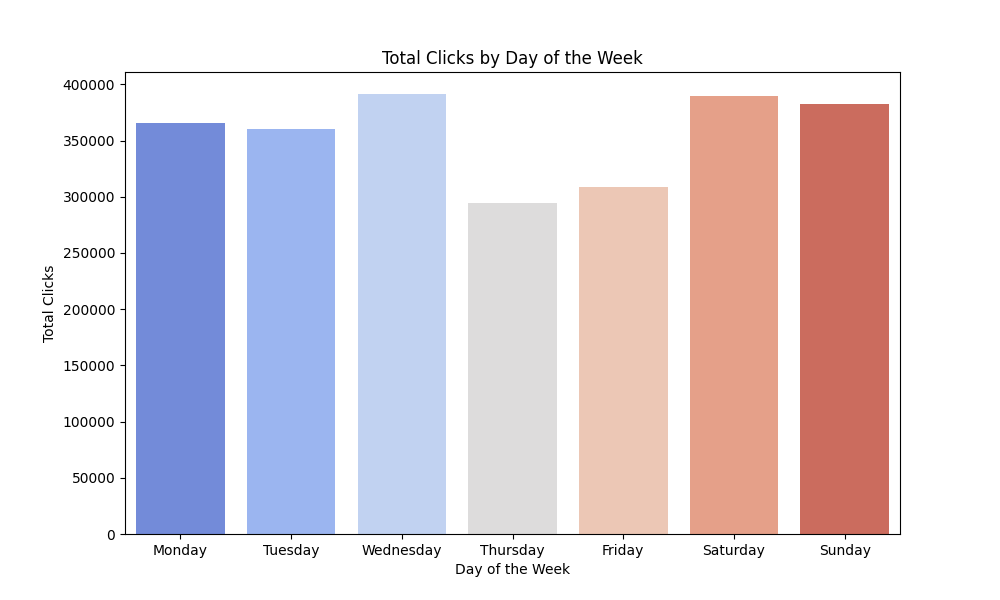 Total Clicks by Day of the Week
Total Clicks
400000
350000
300000
250000
200000
150000
100000
50000
0
Monday Tuesday Wednesday Thursday Friday Saturday Sunday
Day of the Week